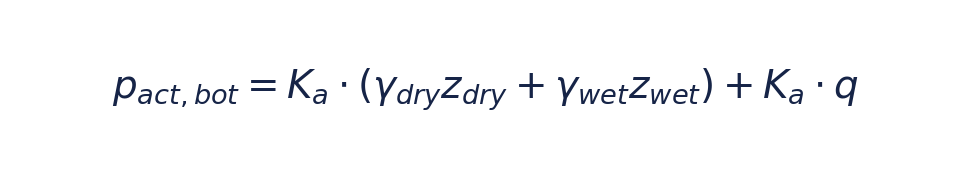 p_{act,bot} = K_a · (γ_{dry}z_{dry} + γ_{wet}z_{wet}) + K_a · q